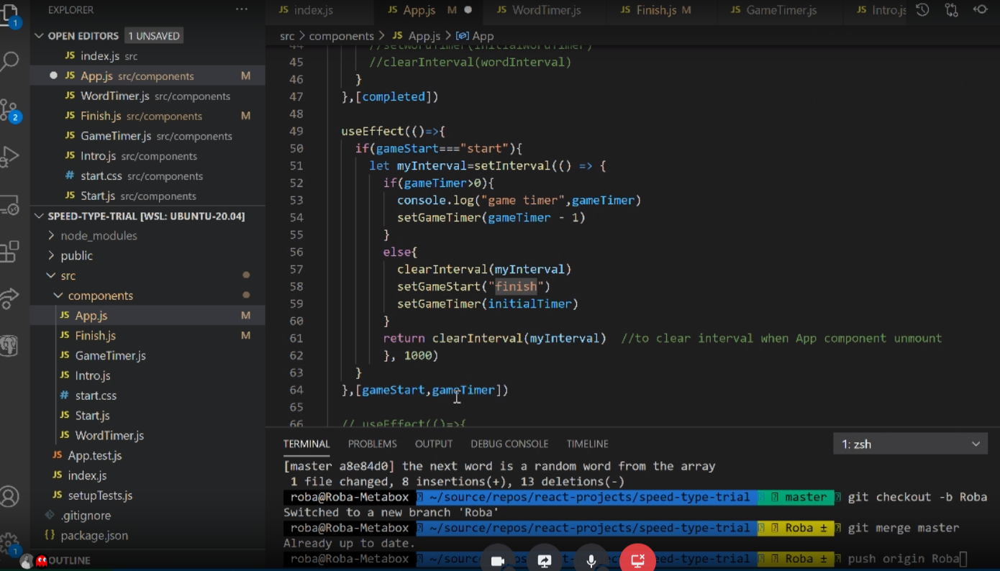 EXPLORER ···
OPEN EDITORS 1 UNSAVED
JS index.js src
JS App.js src/components M
JS WordTimer.js src/components
JS Finish.js src/components M
JS GameTimer.js src/components
JS Intro.js src/components
# start.css src/components
JS Start.js src/components
SPEED-TYPE-TRIAL [WSL: UBUNTU-20.04]
node_modules
public
src
components
JS App.js M
JS Finish.js M
JS GameTimer.js
JS Intro.js
# start.css
JS Start.js
JS WordTimer.js
JS App.test.js
JS index.js
JS setupTests.js
.gitignore
{} package.json
OUTLINE
1
2
1
JS index.js JS App.js M JS WordTimer.js JS Finish.js M JS GameTimer.js JS Intro.js
src > components > JS App.js > App
44 //setWordTimer(initialWordTimer)
45 //clearInterval(wordInterval)
46 }
47 },[completed])
48
49 useEffect(()=>{
50 if(gameStart==="start"){
51 let myInterval=setInterval(() => {
52 if(gameTimer>0){
53 console.log("game timer",gameTimer)
54 setGameTimer(gameTimer - 1)
55 }
56 else{
57 clearInterval(myInterval)
58 setGameStart("finish")
59 setGameTimer(initialTimer)
60 }
61 return clearInterval(myInterval) //to clear interval when App component unmount
62 }, 1000)
63 }
64 },[gameStart,gameTimer])
65
66 // useEffect(()=>{
TERMINAL PROBLEMS OUTPUT DEBUG CONSOLE TIMELINE 1: zsh
[master a8e84d0] the next word is a random word from the array
1 file changed, 8 insertions(+), 13 deletions(-)
roba@Roba-Metabox ~/source/repos/react-projects/speed-type-trial master git checkout -b Roba
Switched to a new branch 'Roba'
roba@Roba-Metabox ~/source/repos/react-projects/speed-type-trial Roba ± git merge master
Already up to date.
roba@Roba-Metabox ~/source/repos/react-projects/speed-type-trial Roba ± push origin Roba